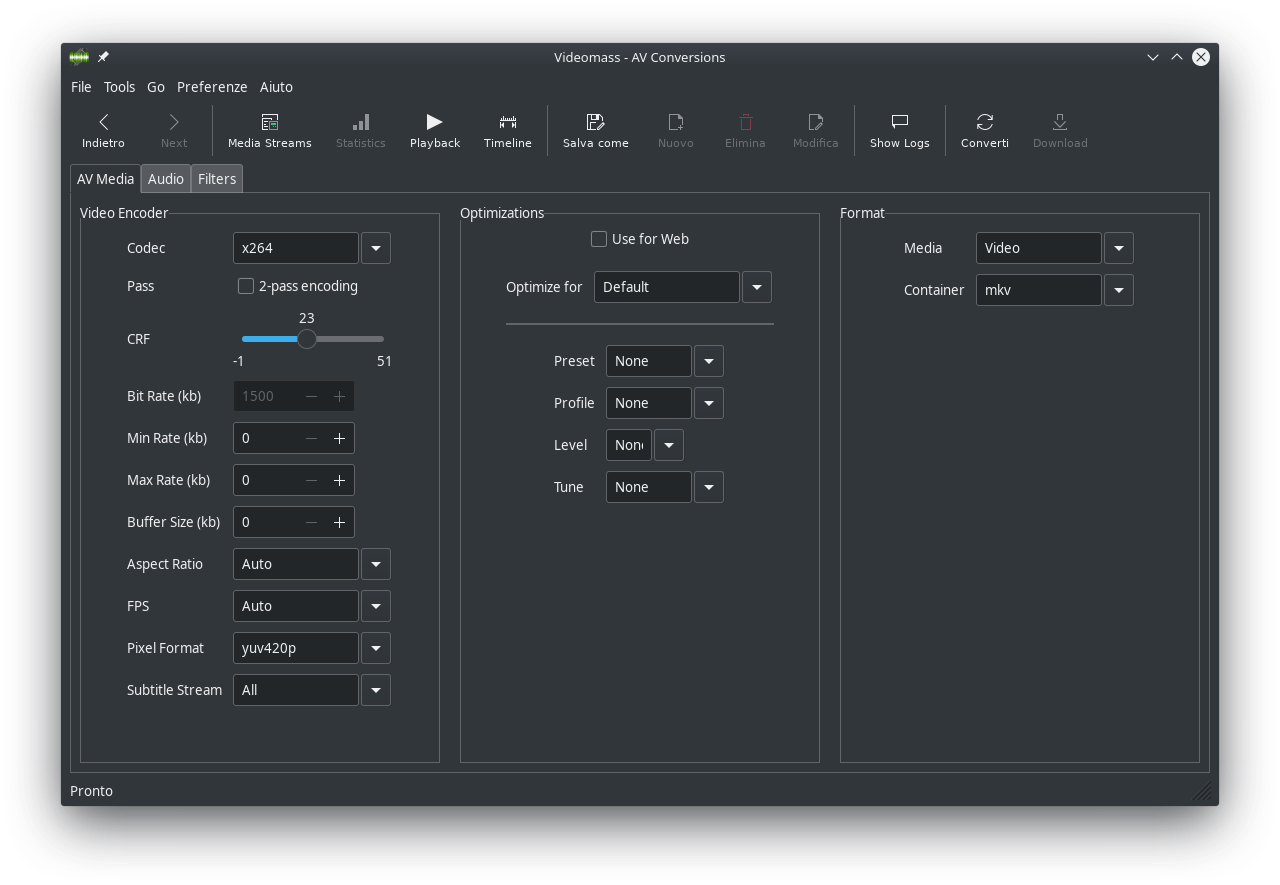 Videomass - AV Conversions
File Tools Go Preferenze Aiuto
Indietro Next Media Streams Statistics Playback Timeline Salva come Nuovo Elimina Modifica Show Logs Converti Download
AV Media Audio Filters
Video Encoder
Codec x264
Pass 2-pass encoding
23
CRF
-1 51
Bit Rate (kb) 1500
Min Rate (kb) 0
Max Rate (kb) 0
Buffer Size (kb) 0
Aspect Ratio Auto
FPS Auto
Pixel Format yuv420p
Subtitle Stream All
Optimizations
Use for Web
Optimize for Default
Preset None
Profile None
Level Non
Tune None
Format
Media Video
Container mkv
Pronto